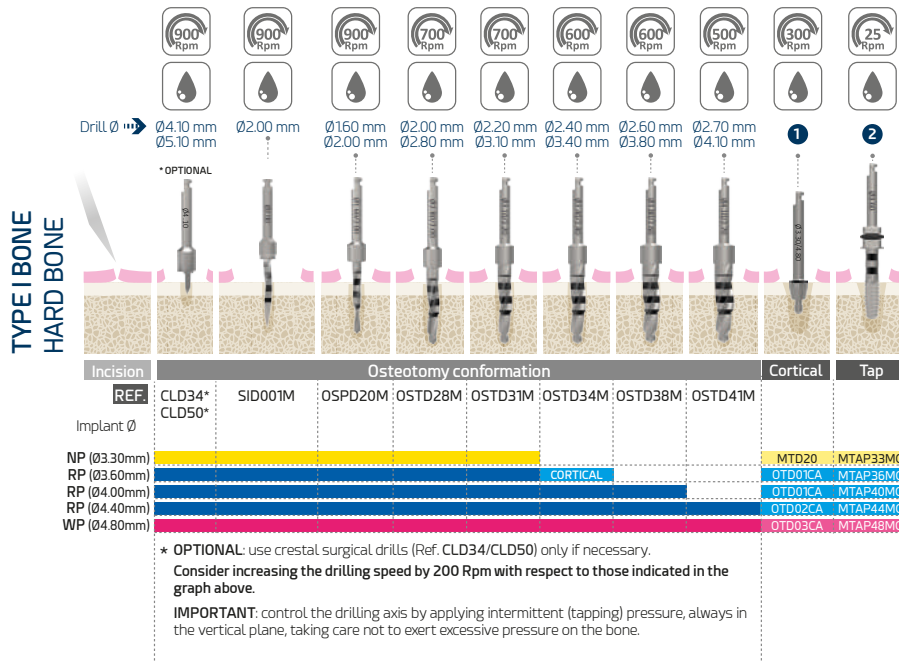 900 Rpm 900 Rpm 900 Rpm 700 Rpm 700 Rpm 600 Rpm 600 Rpm 500 Rpm 300 Rpm 25 Rpm
Drill Ø Ø4.10 mm Ø2.00 mm Ø1.60 mm Ø2.00 mm Ø2.20 mm Ø2.40 mm Ø2.60 mm Ø2.70 mm 1 2
Ø5.10 mm Ø2.00 mm Ø2.80 mm Ø3.10 mm Ø3.40 mm Ø3.80 mm Ø4.10 mm
* OPTIONAL
TYPE I BONE
HARD BONE
Incision Osteotomy conformation Cortical Tap
REF. CLD34* SID001M OSPD20M OSTD28M OSTD31M OSTD34M OSTD38M OSTD41M
CLD50*
Implant Ø
NP (Ø3.30mm) MTD20 MTAP33MC
RP (Ø3.60mm) CORTICAL OTD01CA MTAP36MC
RP (Ø4.00mm) OTD01CA MTAP40MC
RP (Ø4.40mm) OTD02CA MTAP44MC
WP (Ø4.80mm) OTD03CA MTAP48MC
* OPTIONAL: use crestal surgical drills (Ref. CLD34/CLD50) only if necessary.
Consider increasing the drilling speed by 200 Rpm with respect to those indicated in the
graph above.
IMPORTANT: control the drilling axis by applying intermittent (tapping) pressure, always in
the vertical plane, taking care not to exert excessive pressure on the bone.